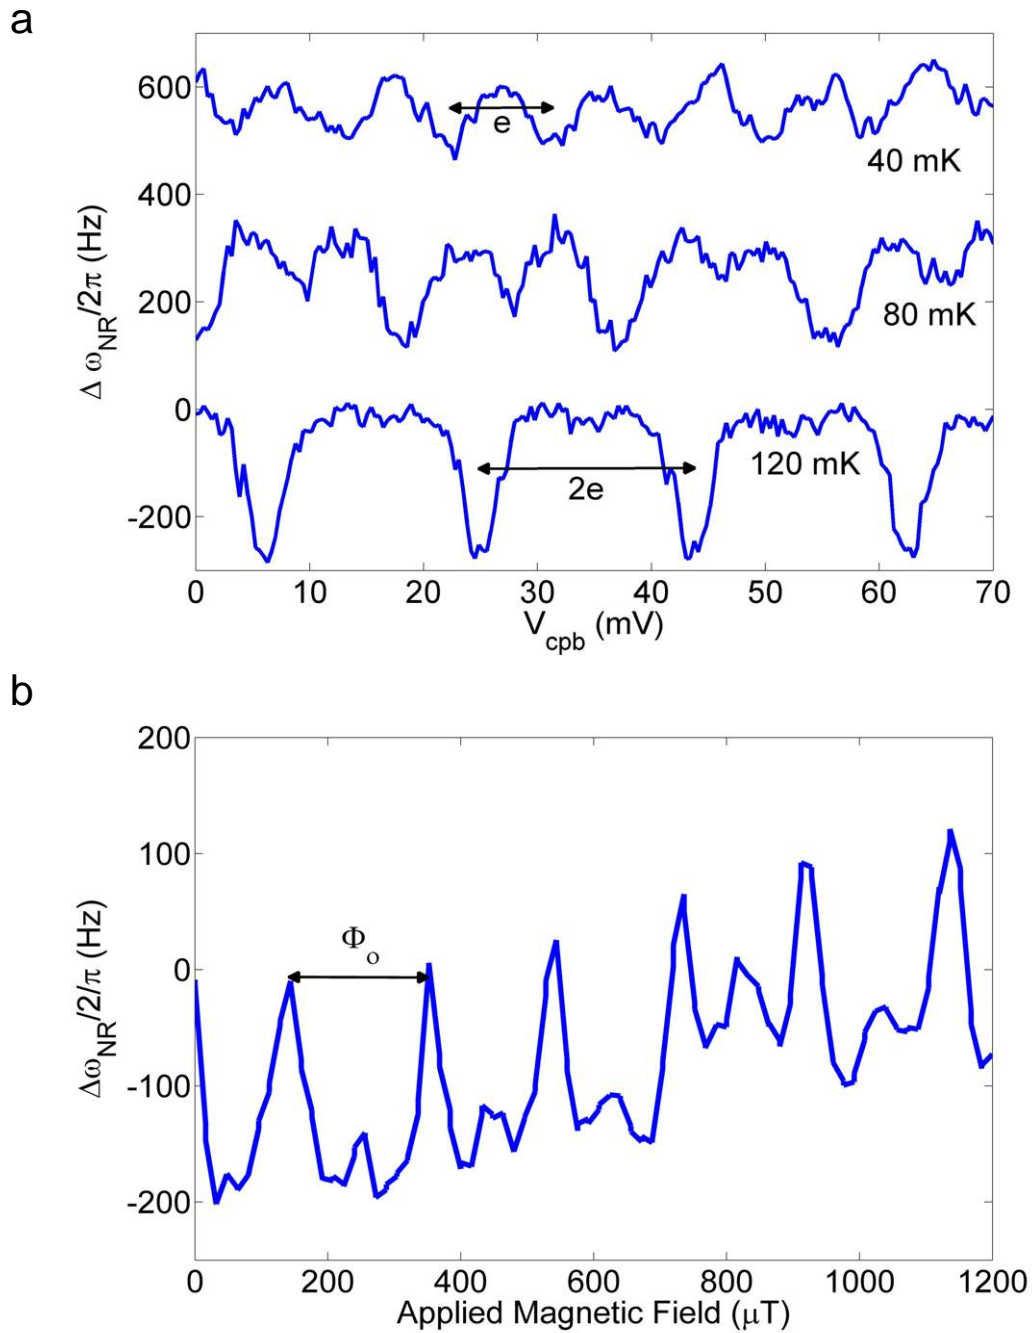 a
600
400
200
0
-200
Δ ω_NR/2π (Hz)
e
40 mK
80 mK
2e
120 mK
0 10 20 30 40 50 60 70
V_cpb (mV)
b
200
100
0
-100
-200
Δω_NR/2/π (Hz)
Φ_o
0 200 400 600 800 1000 1200
Applied Magnetic Field (μT)